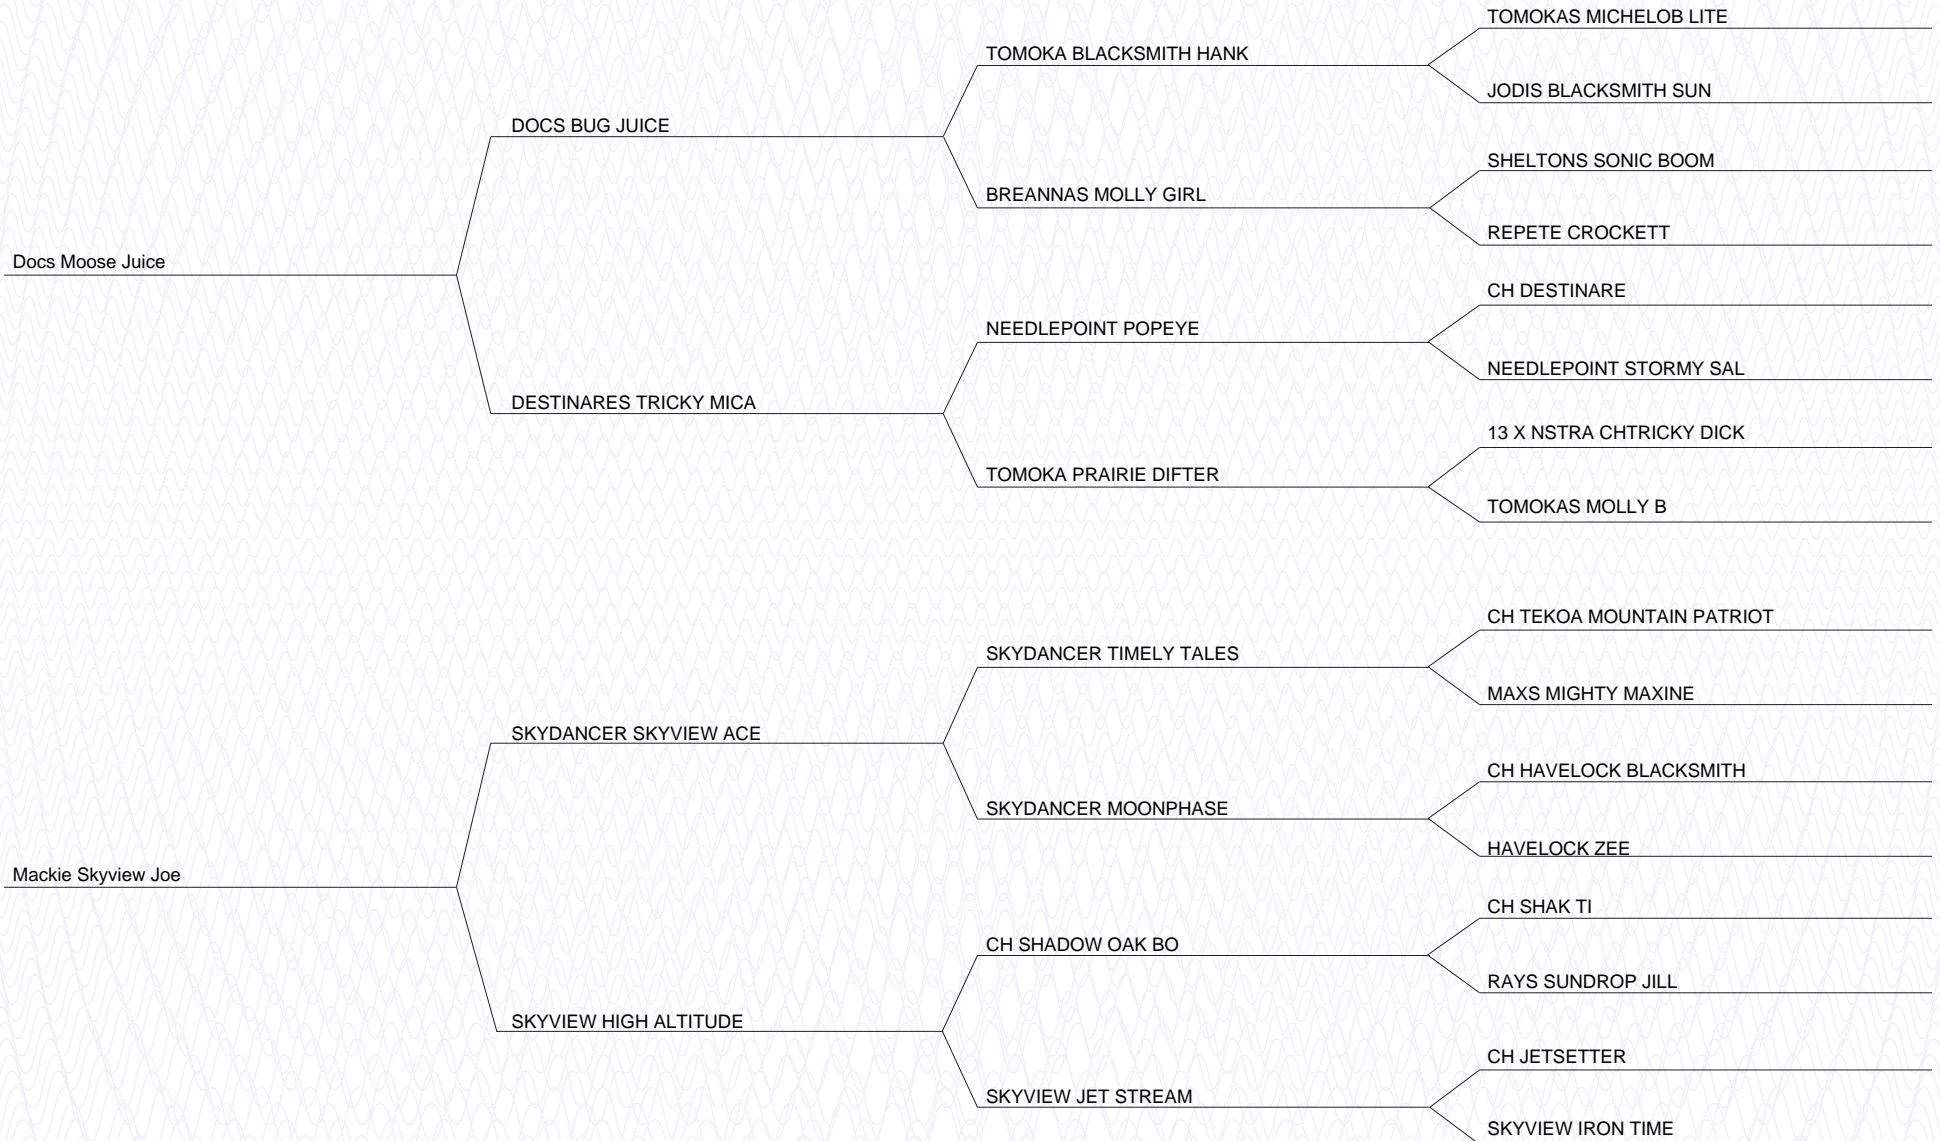 TOMOKAS MICHELOB LITE
TOMOKA BLACKSMITH HANK
JODIS BLACKSMITH SUN
DOCS BUG JUICE
SHELTONS SONIC BOOM
BREANNAS MOLLY GIRL
REPETE CROCKETT
Docs Moose Juice
CH DESTINARE
NEEDLEPOINT POPEYE
NEEDLEPOINT STORMY SAL
DESTINARES TRICKY MICA
13 X NSTRA CHTRICKY DICK
TOMOKA PRAIRIE DIFTER
TOMOKAS MOLLY B
CH TEKOA MOUNTAIN PATRIOT
SKYDANCER TIMELY TALES
MAXS MIGHTY MAXINE
SKYDANCER SKYVIEW ACE
CH HAVELOCK BLACKSMITH
SKYDANCER MOONPHASE
HAVELOCK ZEE
Mackie Skyview Joe
CH SHAK TI
CH SHADOW OAK BO
RAYS SUNDROP JILL
SKYVIEW HIGH ALTITUDE
CH JETSETTER
SKYVIEW JET STREAM
SKYVIEW IRON TIME